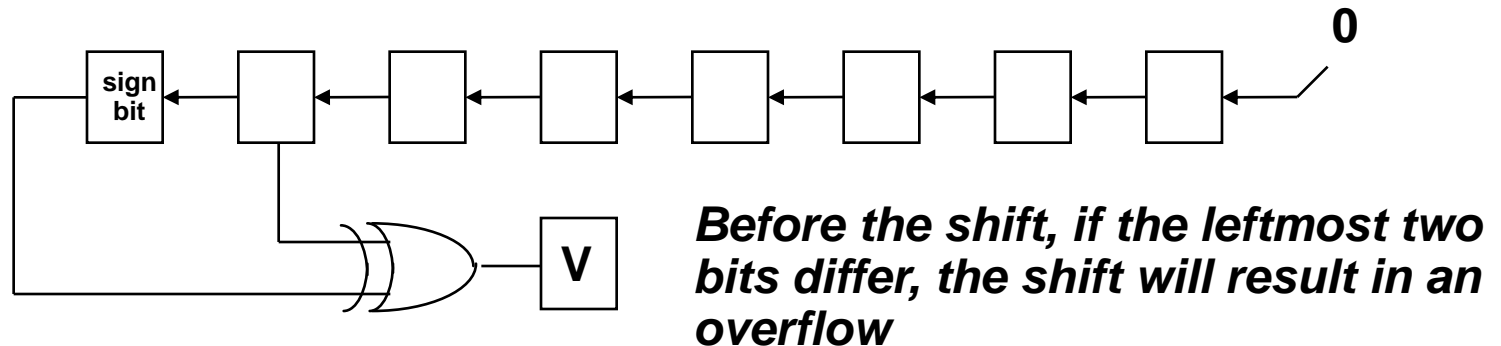 0
sign
bit
V
Before the shift, if the leftmost two
bits differ, the shift will result in an
overflow